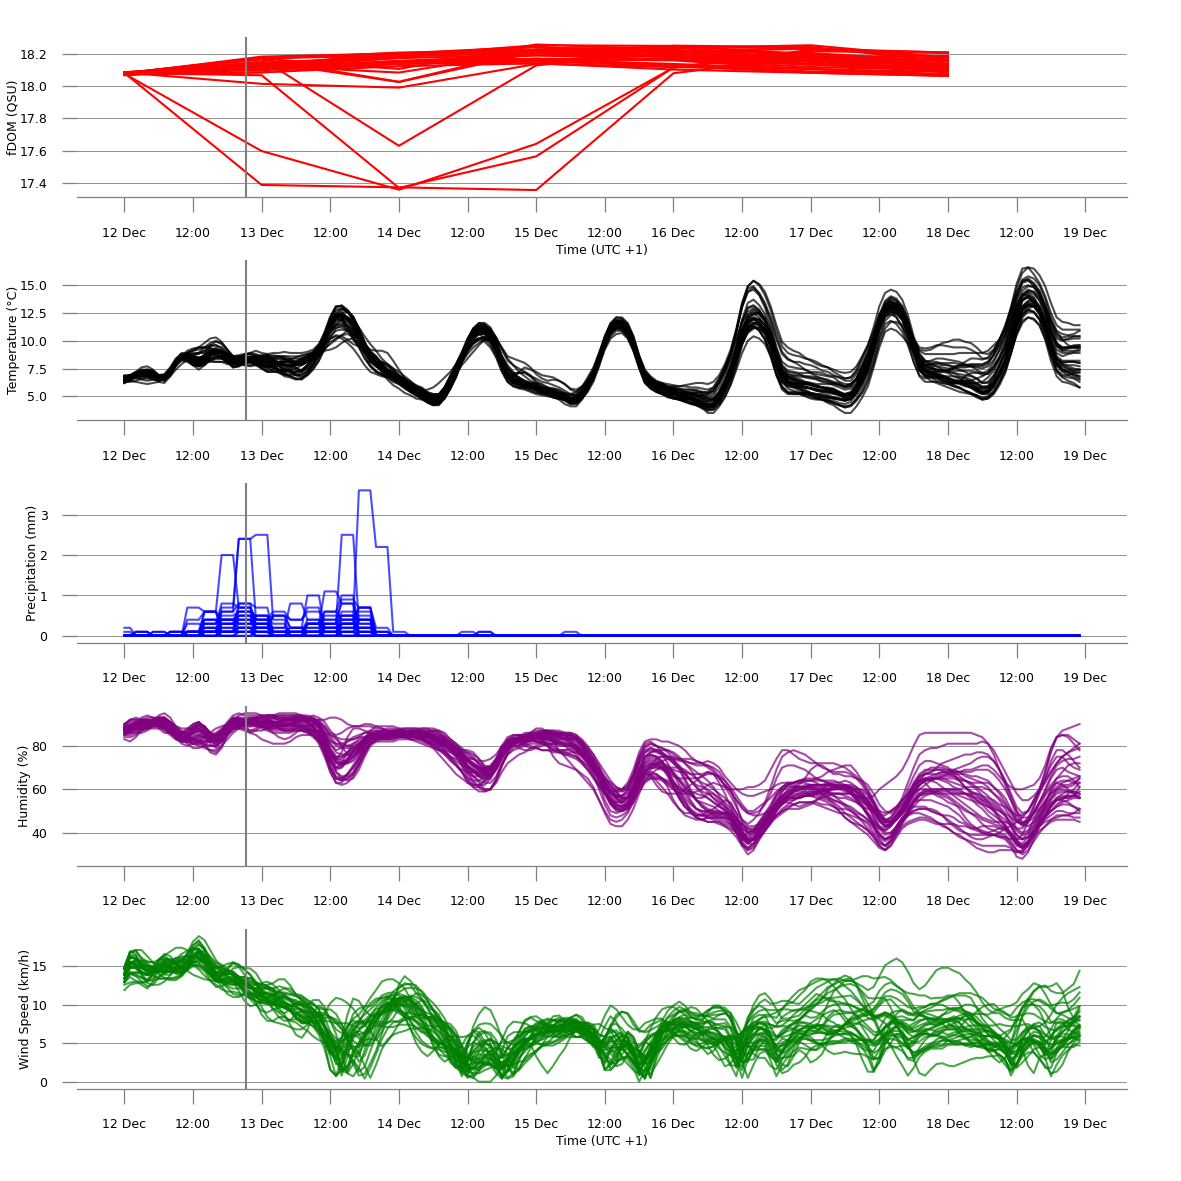 fDOM (QSU)
18.2
18.0
17.8
17.6
17.4
12 Dec 12:00 13 Dec 12:00 14 Dec 12:00 15 Dec 12:00 16 Dec 12:00 17 Dec 12:00 18 Dec 12:00 19 Dec
Time (UTC +1)
Temperature (°C)
15.0
12.5
10.0
7.5
5.0
12 Dec 12:00 13 Dec 12:00 14 Dec 12:00 15 Dec 12:00 16 Dec 12:00 17 Dec 12:00 18 Dec 12:00 19 Dec
Precipitation (mm)
3
2
1
0
12 Dec 12:00 13 Dec 12:00 14 Dec 12:00 15 Dec 12:00 16 Dec 12:00 17 Dec 12:00 18 Dec 12:00 19 Dec
Humidity (%)
80
60
40
12 Dec 12:00 13 Dec 12:00 14 Dec 12:00 15 Dec 12:00 16 Dec 12:00 17 Dec 12:00 18 Dec 12:00 19 Dec
Wind Speed (km/h)
15
10
5
0
12 Dec 12:00 13 Dec 12:00 14 Dec 12:00 15 Dec 12:00 16 Dec 12:00 17 Dec 12:00 18 Dec 12:00 19 Dec
Time (UTC +1)